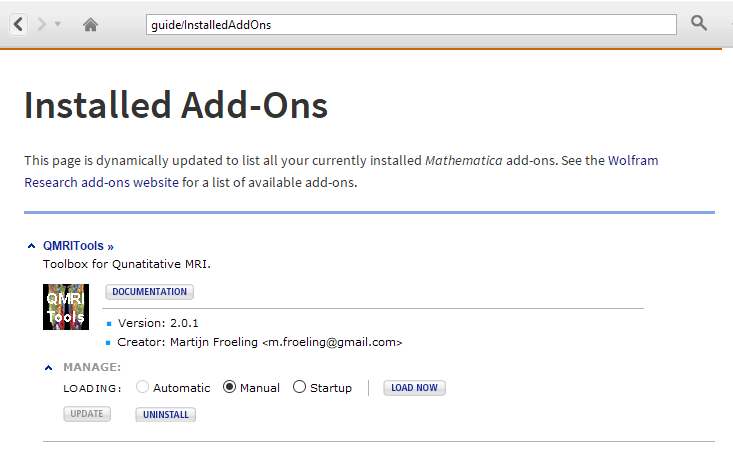 guide/InstalledAddOns
Installed Add-Ons
This page is dynamically updated to list all your currently installed Mathematica add-ons. See the Wolfram
Research add-ons website for a list of available add-ons.
QMRITools »
Toolbox for Qunatitative MRI.
QMRI
Tools
DOCUMENTATION
Version: 2.0.1
Creator: Martijn Froeling <m.froeling@gmail.com>
MANAGE:
LOADING: Automatic Manual Startup LOAD NOW
UPDATE UNINSTALL